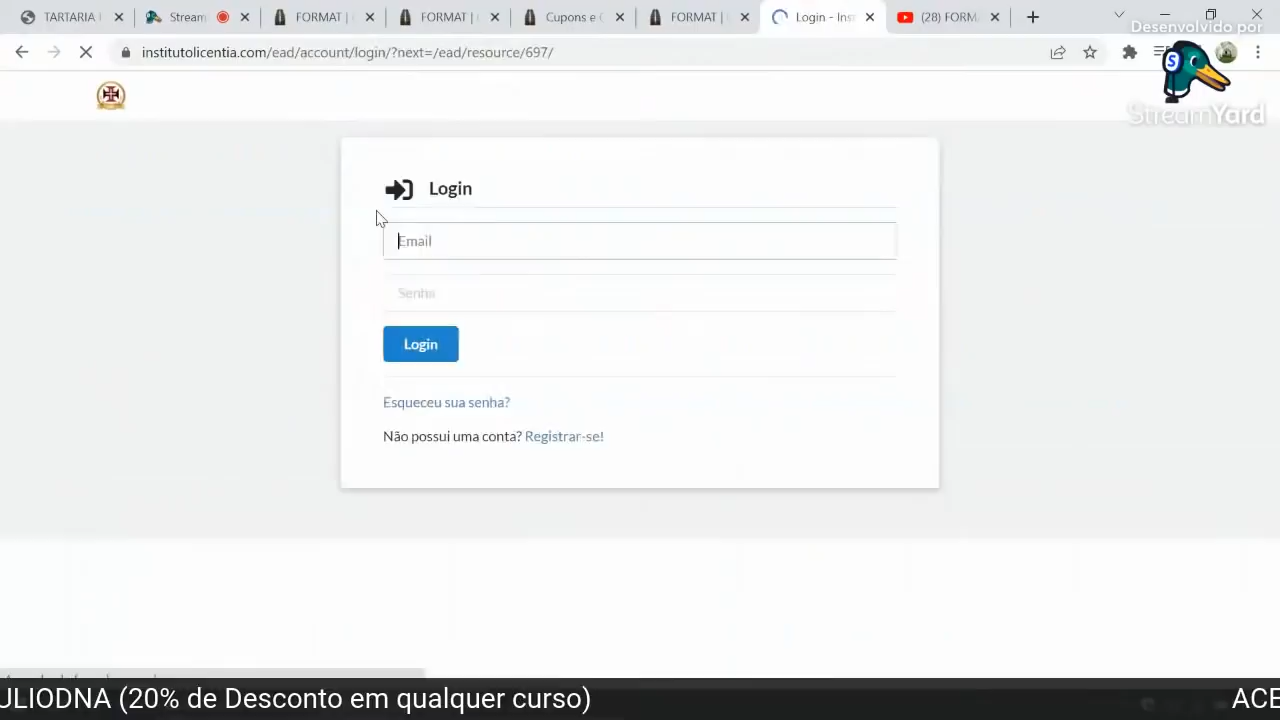 TARTARIA
Stream
FORMAT |
FORMAT |
Cupons e
FORMAT |
Login - Ins
(28) FORM
Desenvolvido por
institutolicentia.com/ead/account/login/?next=/ead/resource/697/
S
StreamYard
Login
Email
Senha
Login
Esqueceu sua senha?
Não possui uma conta? Registrar-se!
ULIODNA (20% de Desconto em qualquer curso)
ACE